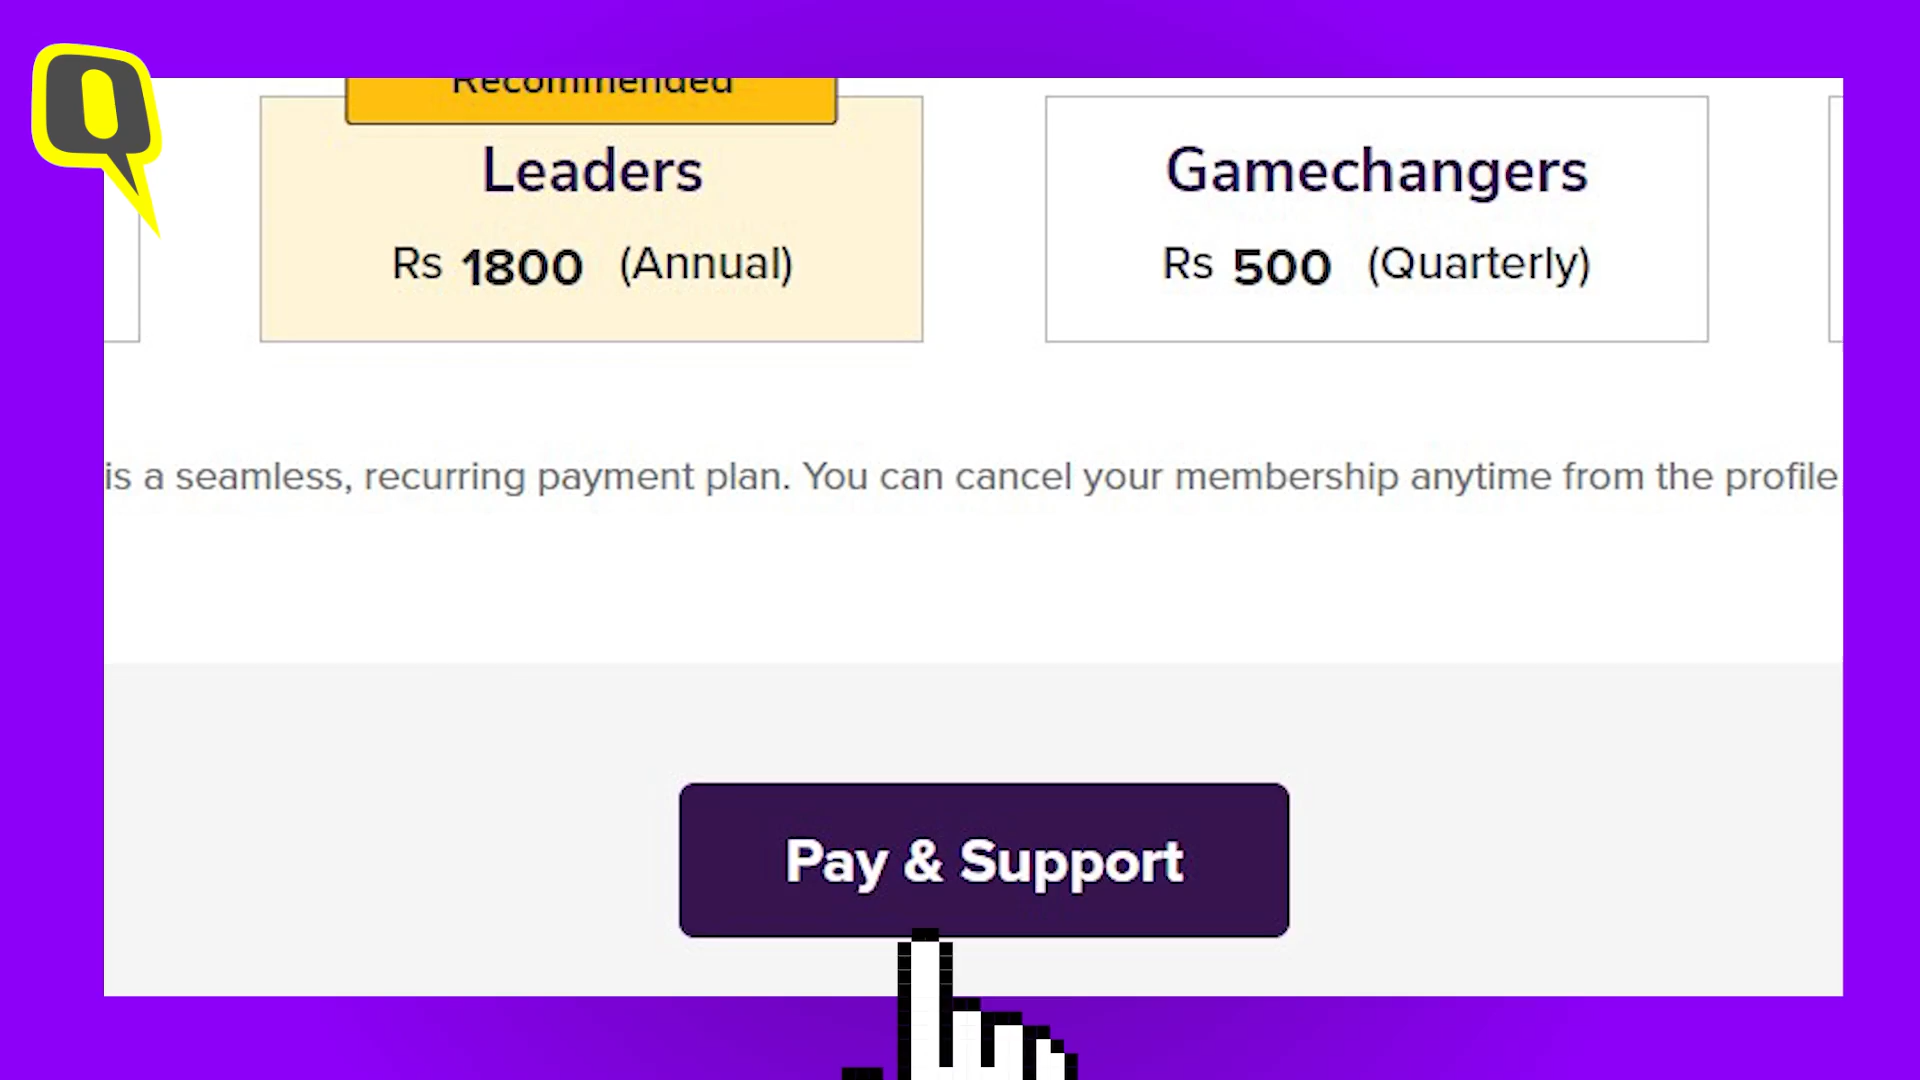 Q
Recommended
Leaders
Gamechangers
Rs 1800 (Annual)
Rs 500 (Quarterly)
is a seamless, recurring payment plan. You can cancel your membership anytime from the profile
Pay & Support